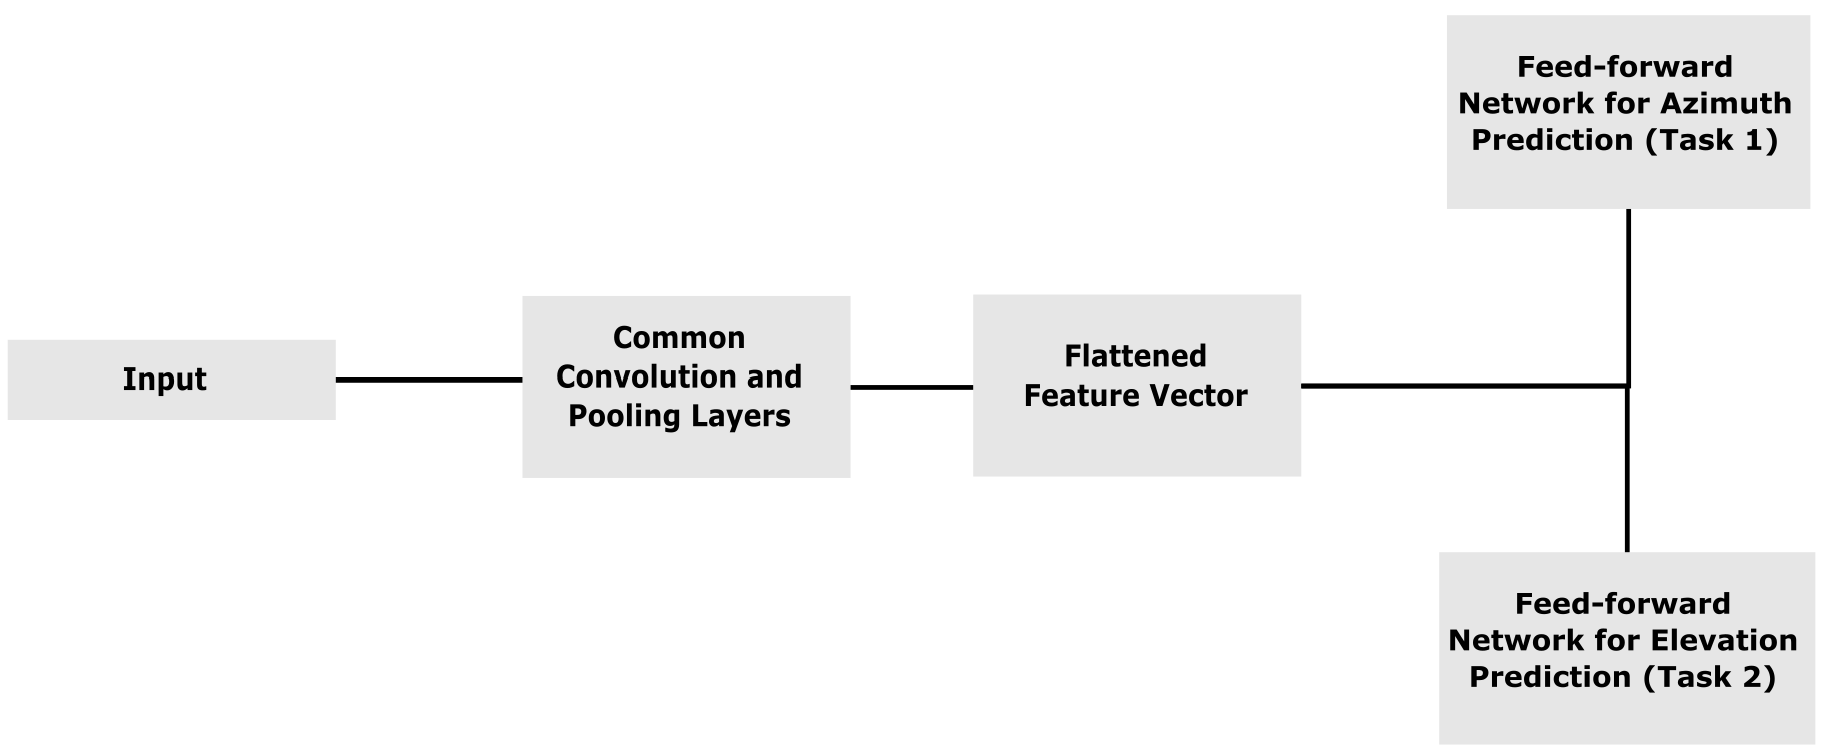 Input
Common
Convolution and
Pooling Layers
Flattened
Feature Vector
Feed-forward
Network for Azimuth
Prediction (Task 1)
Feed-forward
Network for Elevation
Prediction (Task 2)